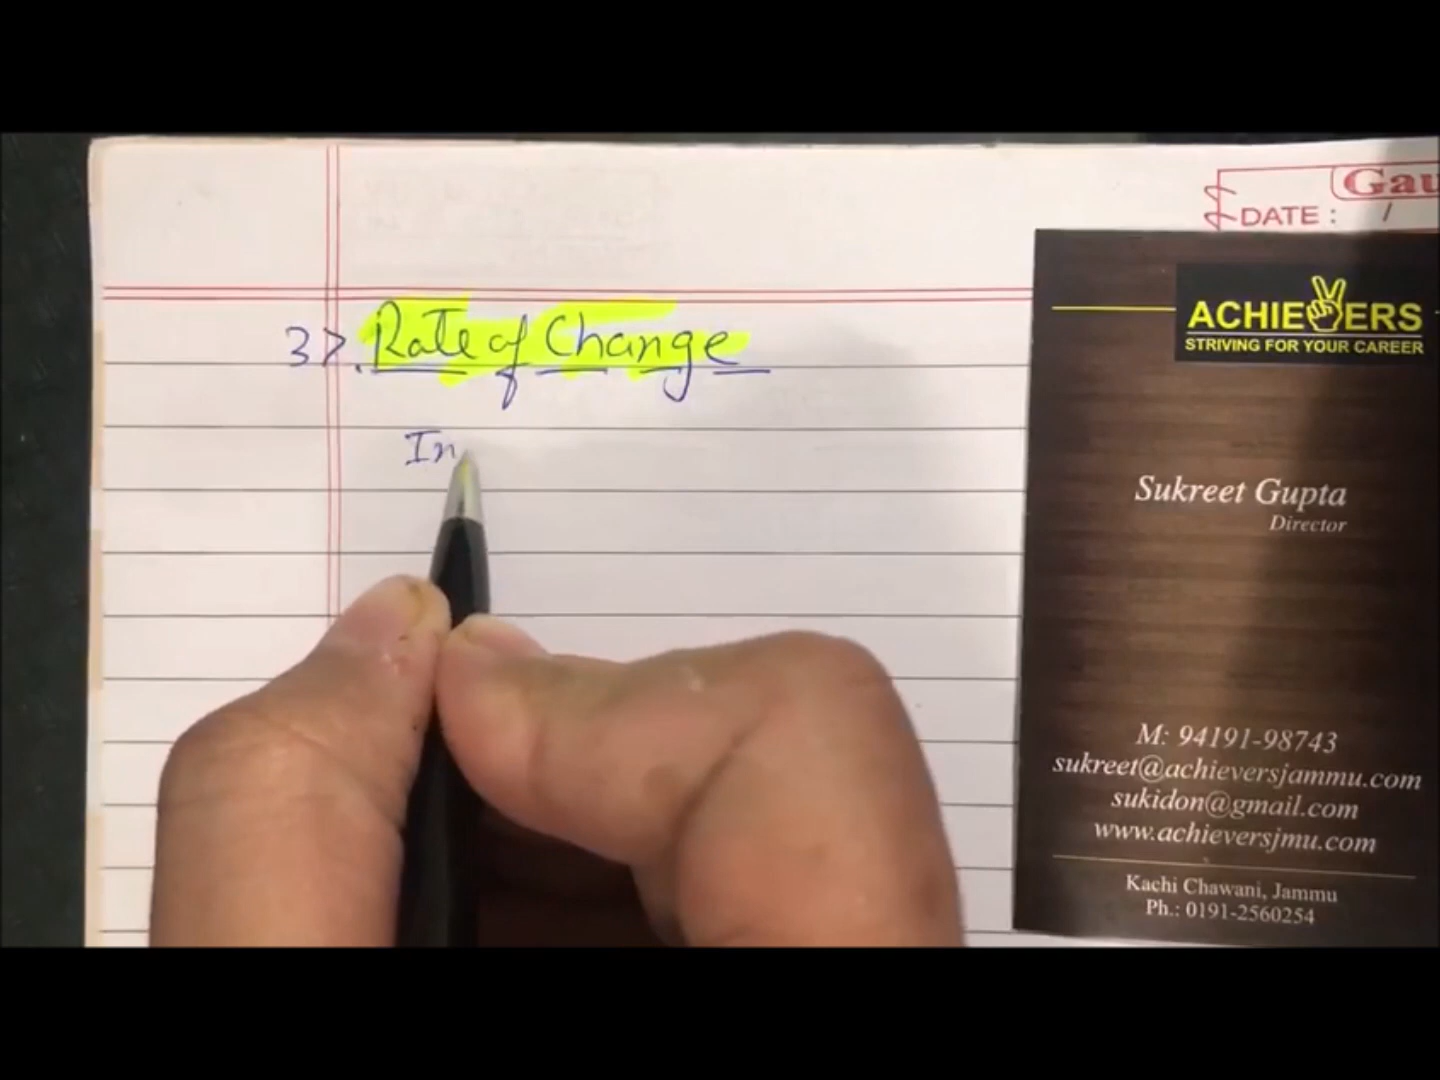 Gau
DATE : /
3> Rate of Change
In
ACHIEVERS
STRIVING FOR YOUR CAREER
Sukreet Gupta
Director
M: 94191-98743
sukreet@achieversjammu.com
sukidon@gmail.com
www.achieversjmu.com
Kachi Chawani, Jammu
Ph.: 0191-2560254